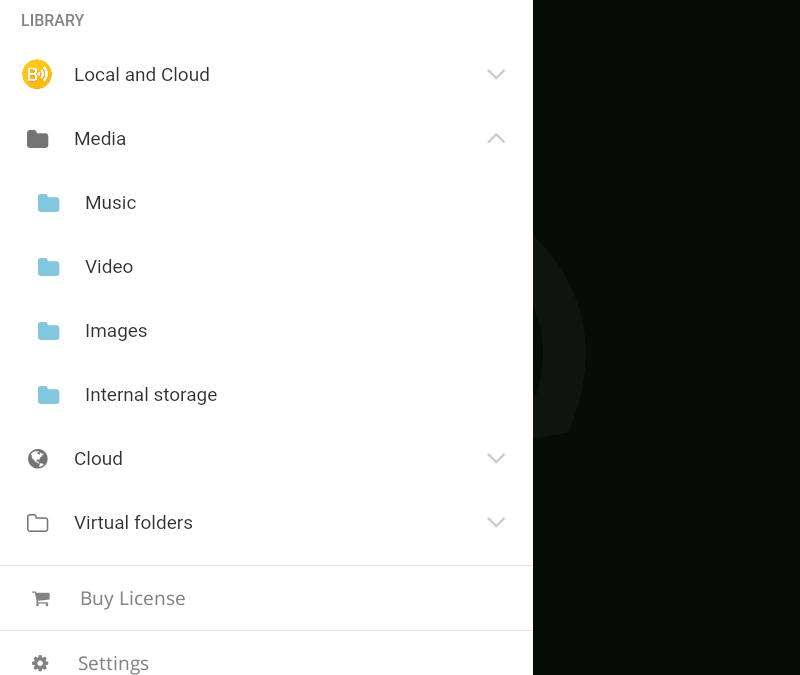 LIBRARY
B
Local and Cloud
Media
Music
Video
Images
Internal storage
Cloud
Virtual folders
Buy License
Settings